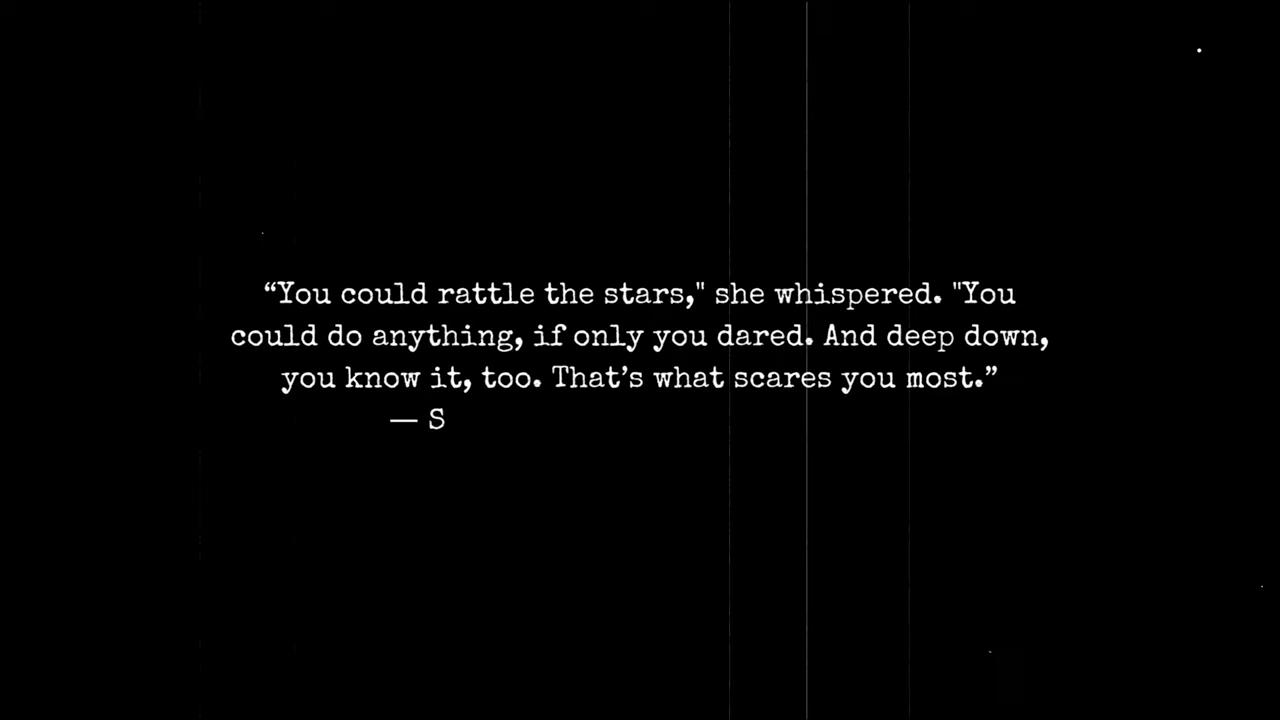 “You could rattle the stars," she whispered. "You
could do anything, if only you dared. And deep down,
you know it, too. That’s what scares you most.”
— S